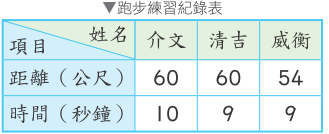 ▼跑步練習紀錄表
項目 姓名 介文 清吉 威衡
距離（公尺） 60 60 54
時間（秒鐘） 10 9 9